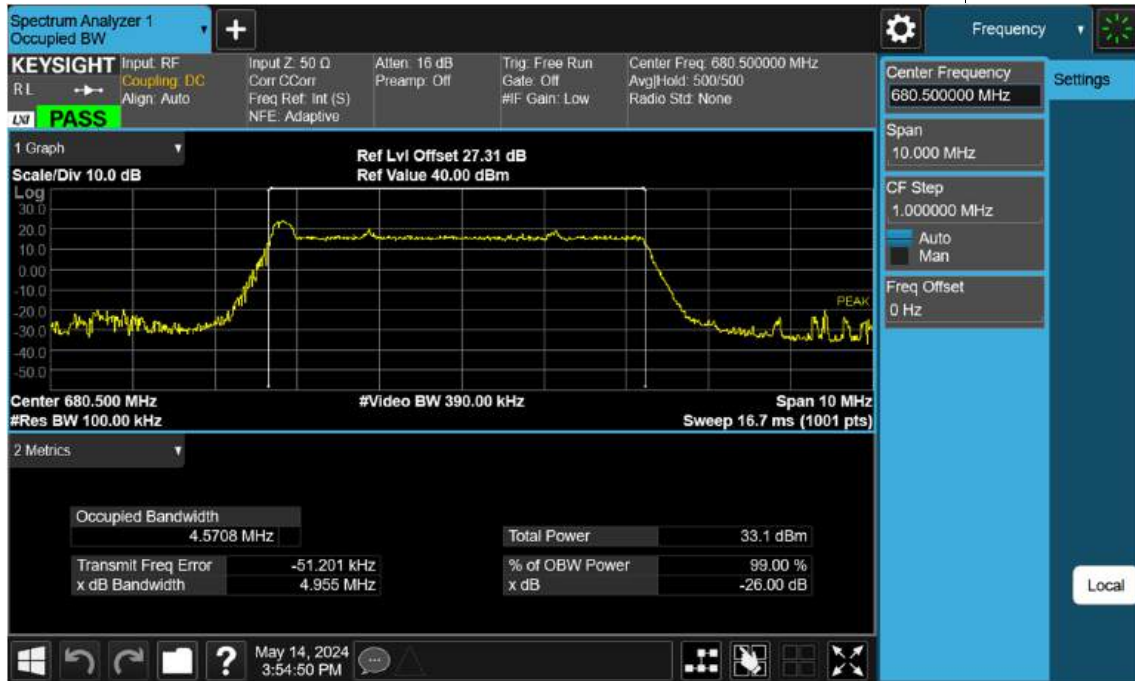 Spectrum Analyzer 1
Occupied BW
Frequency
KEYSIGHT
RL
LXI PASS
Input: RF
Coupling: DC
Align: Auto
Input Z: 50 Ω
Corr CCorr
Freq Ref: Int (S)
NFE: Adaptive
Atten: 16 dB
Preamp: Off
Trig: Free Run
Gate: Off
#IF Gain: Low
Center Freq: 680.500000 MHz
Avg|Hold: 500/500
Radio Std: None
Center Frequency
680.500000 MHz
Settings
Span
10.000 MHz
CF Step
1.000000 MHz
Auto
Man
Freq Offset
0 Hz
1 Graph
Scale/Div 10.0 dB
Ref Lvl Offset 27.31 dB
Ref Value 40.00 dBm
Log
30.0
20.0
10.0
0.00
-10.0
-20.0
-30.0
-40.0
-50.0
PEAK
Center 680.500 MHz
#Video BW 390.00 kHz
Span 10 MHz
#Res BW 100.00 kHz
Sweep 16.7 ms (1001 pts)
2 Metrics
Occupied Bandwidth
4.5708 MHz
Total Power 33.1 dBm
Transmit Freq Error -51.201 kHz
% of OBW Power 99.00 %
x dB Bandwidth 4.955 MHz
x dB -26.00 dB
Local
?
May 14, 2024
3:54:50 PM